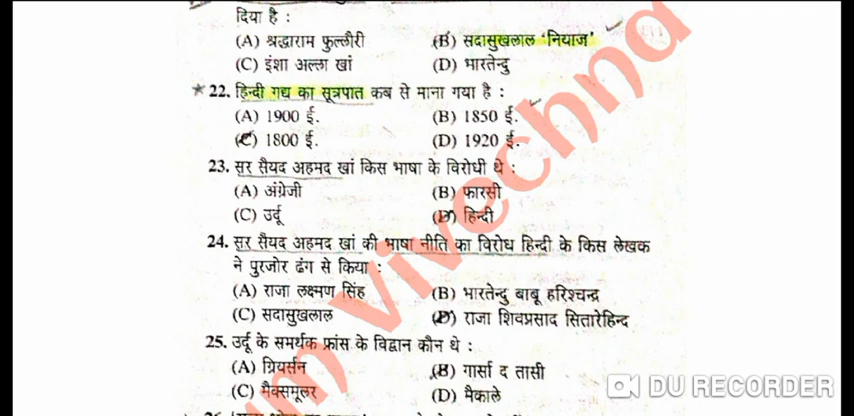 दिया है :
(A) श्रद्धाराम फुल्लौरी (B) सदासुखलाल 'नियाज'
(C) इंशा अल्ला खां (D) भारतेन्दु
★22. हिन्दी गद्य का सूत्रपात कब से माना गया है :
(A) 1900 ई. (B) 1850 ई.
(C) 1800 ई. (D) 1920 ई.
23. सर सैयद अहमद खां किस भाषा के विरोधी थे :
(A) अंग्रेजी (B) फारसी
(C) उर्दू (D) हिन्दी
24. सर सैयद अहमद खां की भाषा नीति का विरोध हिन्दी के किस लेखक
ने पुरजोर ढंग से किया :
(A) राजा लक्ष्मण सिंह (B) भारतेन्दु बाबू हरिश्चन्द्र
(C) सदासुखलाल (D) राजा शिवप्रसाद सितारेहिन्द
25. उर्दू के समर्थक फ्रांस के विद्वान कौन थे :
(A) ग्रियर्सन (B) गार्सा द तासी
(C) मैक्समूलर (D) मैकाले
vivechna
DU RECORDER